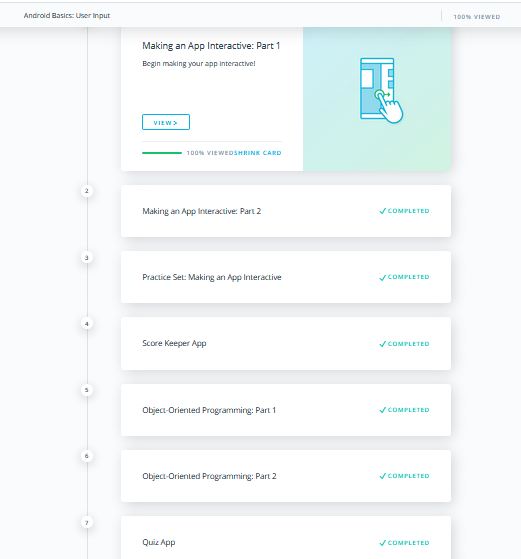 Android Basics: User Input
100% VIEWED
Making an App Interactive: Part 1
Begin making your app interactive!
VIEW >
100% VIEWED SHRINK CARD
2
Making an App Interactive: Part 2
COMPLETED
3
Practice Set: Making an App Interactive
COMPLETED
4
Score Keeper App
COMPLETED
5
Object-Oriented Programming: Part 1
COMPLETED
6
Object-Oriented Programming: Part 2
COMPLETED
7
Quiz App
COMPLETED